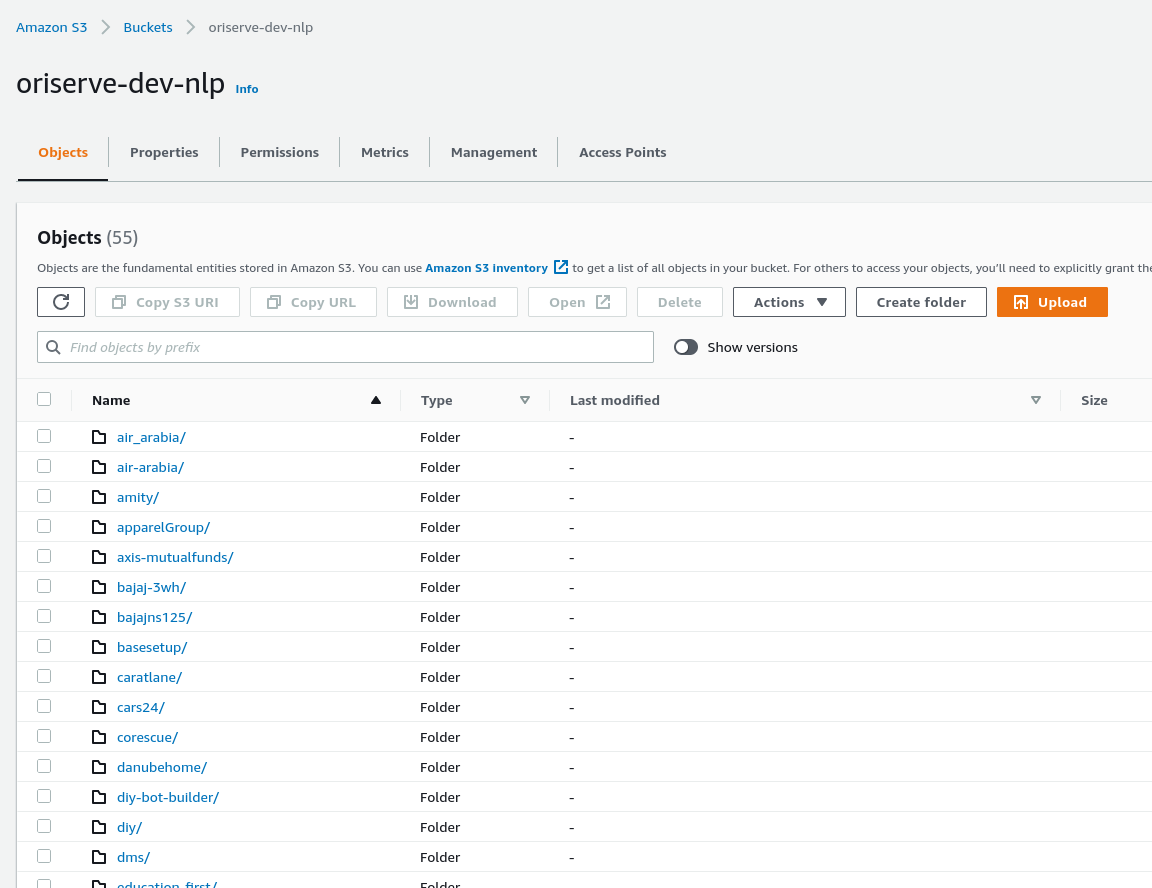 Amazon S3 Buckets oriserve-dev-nlp
oriserve-dev-nlp Info
Objects Properties Permissions Metrics Management Access Points
Objects (55)
Objects are the fundamental entities stored in Amazon S3. You can use Amazon S3 inventory to get a list of all objects in your bucket. For others to access your objects, you'll need to explicitly grant the
Copy S3 URI Copy URL Download Open Delete Actions Create folder Upload
Find objects by prefix Show versions
Name Type Last modified Size
air_arabia/ Folder -
air-arabia/ Folder -
amity/ Folder -
apparelGroup/ Folder -
axis-mutualfunds/ Folder -
bajaj-3wh/ Folder -
bajajns125/ Folder -
basesetup/ Folder -
caratlane/ Folder -
cars24/ Folder -
corescue/ Folder -
danubehome/ Folder -
diy-bot-builder/ Folder -
diy/ Folder -
dms/ Folder -
education-first/ Folder